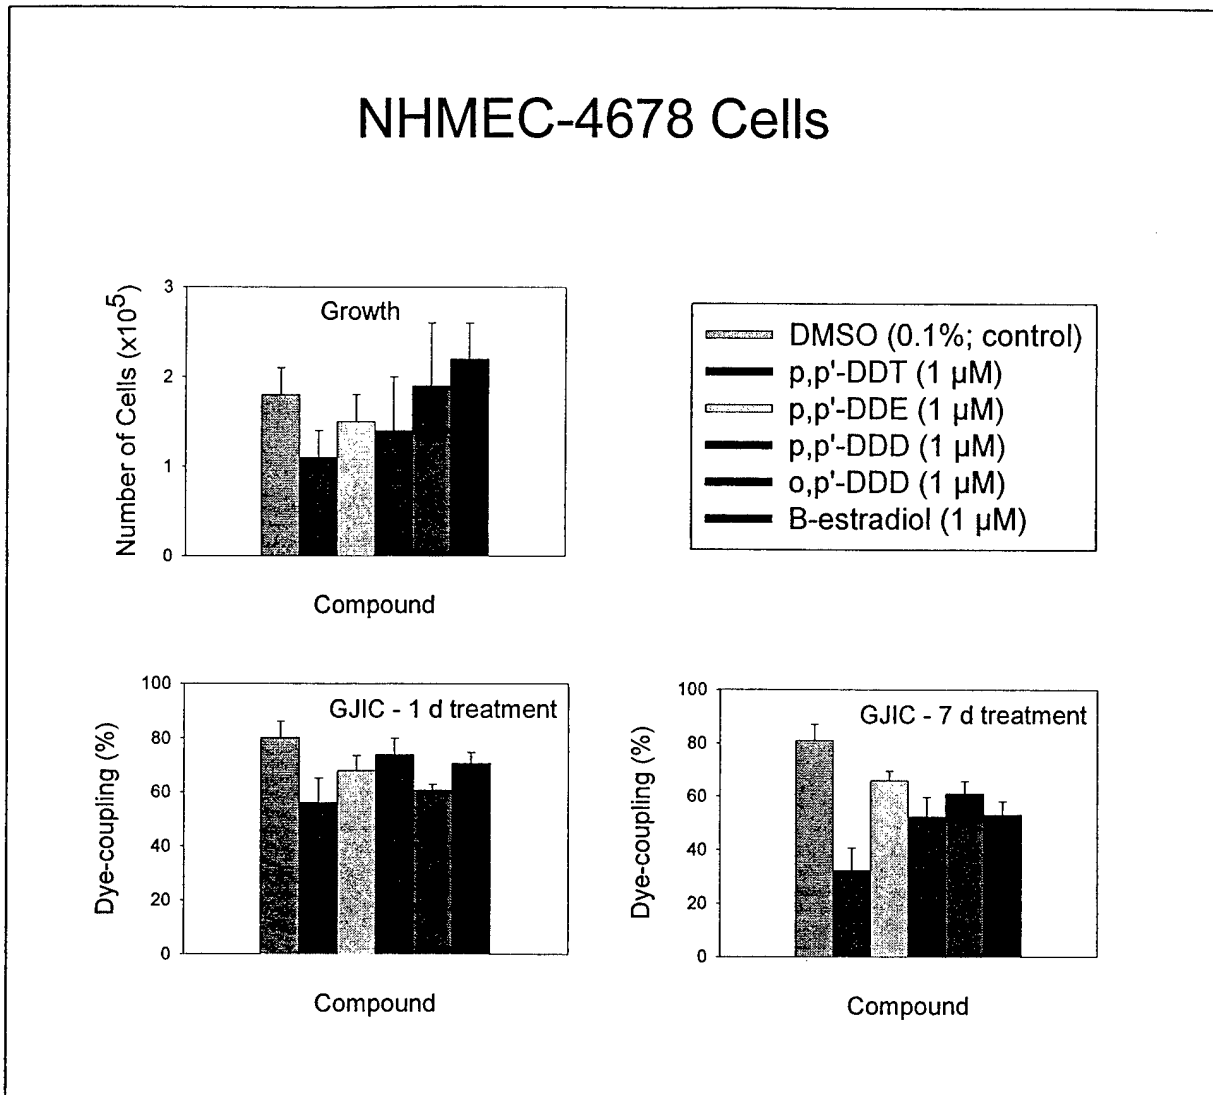 NHMEC-4678 Cells
Number of Cells (x10⁵)
3
2
1
0
Growth
Compound
DMSO (0.1%; control)
p,p'-DDT (1 µM)
p,p'-DDE (1 µM)
p,p'-DDD (1 µM)
o,p'-DDD (1 µM)
B-estradiol (1 µM)
Dye-coupling (%)
100
80
60
40
20
0
GJIC - 1 d treatment
Compound
Dye-coupling (%)
100
80
60
40
20
0
GJIC - 7 d treatment
Compound